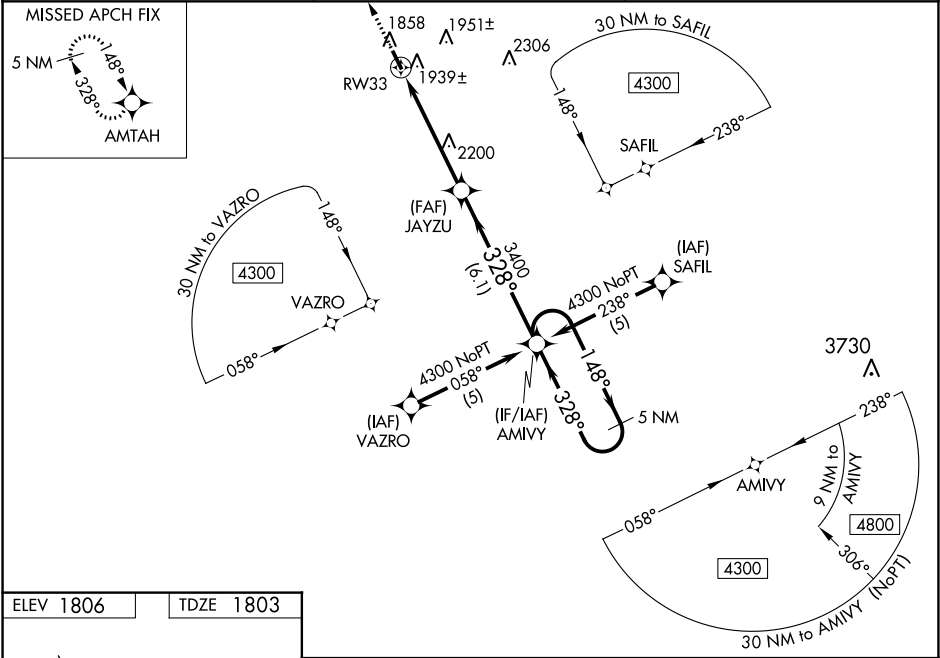 MISSED APCH FIX
5 NM
148°
328°
AMTAH
1858
1951±
2306
1939±
RW33
2200
30 NM to SAFIL
4300
148°
238°
SAFIL
(FAF)
JAYZU
30 NM to VAZRO
4300
148°
VAZRO
058°
3400
328°
(6.1)
(IAF)
SAFIL
4300 NoPT
238°
(5)
4300 NoPT
058°
(5)
(IAF)
VAZRO
(IF/IAF)
AMIVY
148°
328°
5 NM
3730
238°
AMIVY
9 NM to
AMIVY
058°
4800
306°
4300
30 NM to AMIVY (NoPT)
ELEV 1806
TDZE 1803